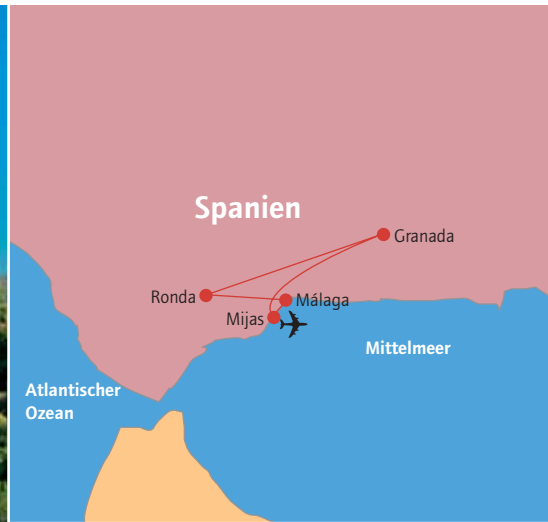 Spanien
Granada
Ronda
Málaga
Mijas
Mittelmeer
Atlantischer
Ozean